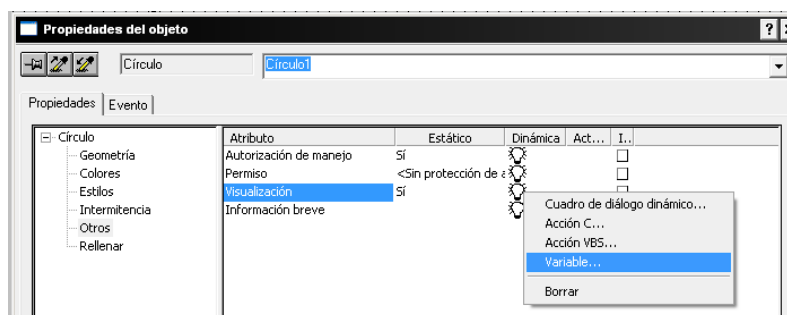 Propiedades del objeto ?
Círculo Círculo1
Propiedades Evento
Círculo Atributo Estático Dinámica Act... I..
Geometría Autorización de manejo Sí
Colores Permiso <Sin protección de a
Estilos Visualización Sí
Intermitencia Información breve
Otros
Rellenar
Cuadro de diálogo dinámico...
Acción C...
Acción VBS...
Variable...
Borrar